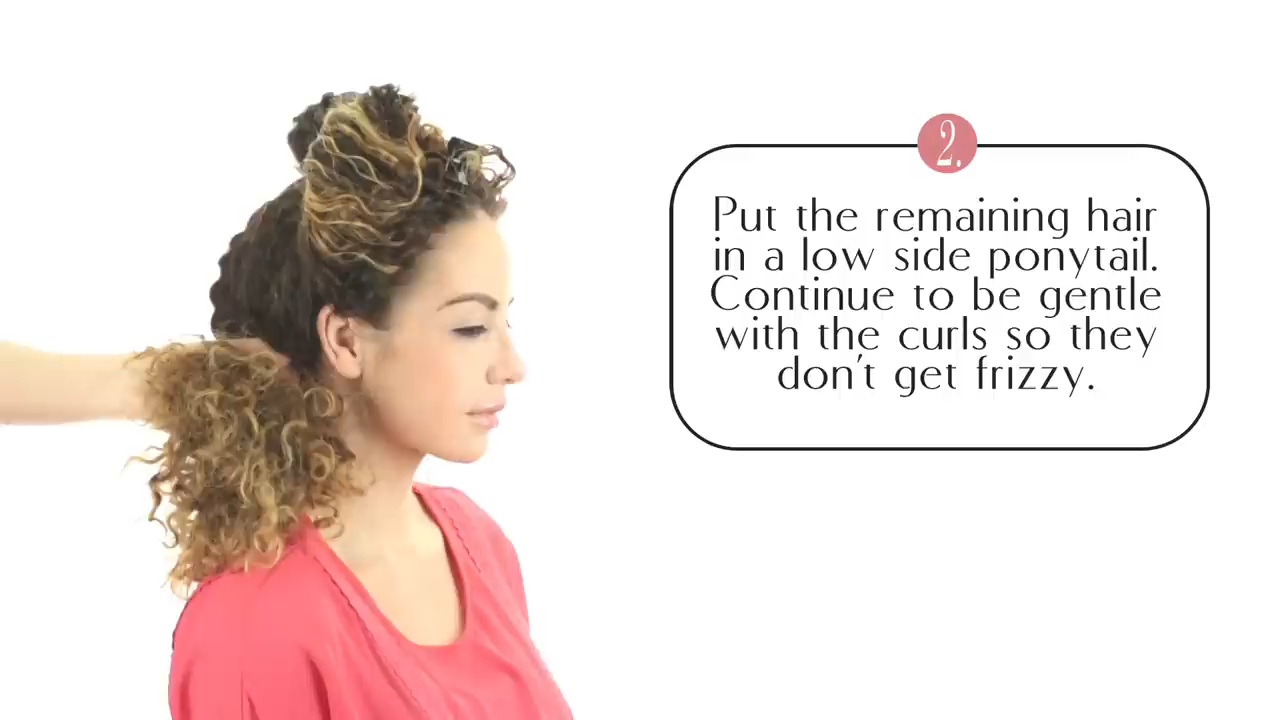 2.
Put the remaining hair
in a low side ponytail.
Continue to be gentle
with the curls so they
don't get frizzy.